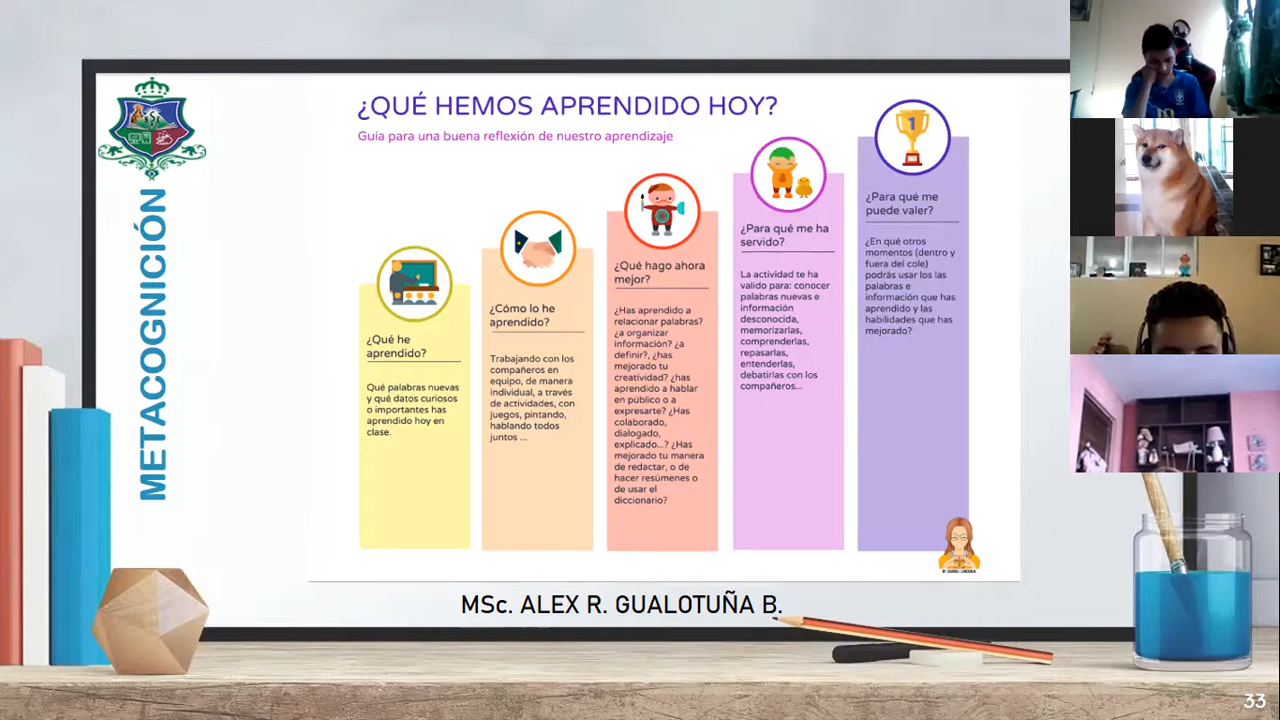 METACOGNICIÓN
¿QUÉ HEMOS APRENDIDO HOY?
Guía para una buena reflexión de nuestro aprendizaje
¿Qué he
aprendido?
Qué palabras nuevas
y qué datos curiosos
o importantes has
aprendido hoy en
clase.
¿Cómo lo he
aprendido?
Trabajando con los
compañeros en
equipo, de manera
individual, a través
de actividades, con
juegos, pintando,
hablando todos
juntos ...
¿Qué hago ahora
mejor?
¿Has aprendido a
relacionar palabras?
¿a organizar
información? ¿a
definir?, ¿has
mejorado tu
creatividad? ¿has
aprendido a hablar
en público o a
expresarte? ¿Has
colaborado,
dialogado,
explicado...? ¿Has
mejorado tu manera
de redactar, o de
hacer resúmenes o
de usar el
diccionario?
¿Para qué me ha
servido?
La actividad te ha
valido para: conocer
palabras nuevas e
información
desconocida,
memorizarlas,
comprenderlas,
repasarlas,
entenderlas,
debatirlas con los
compañeros...
1
¿Para qué me
puede valer?
¿En qué otros
momentos (dentro y
fuera del cole)
podrás usar los las
palabras e
información que has
aprendido y las
habilidades que has
mejorado?
MSc. ALEX R. GUALOTUÑA B.
33